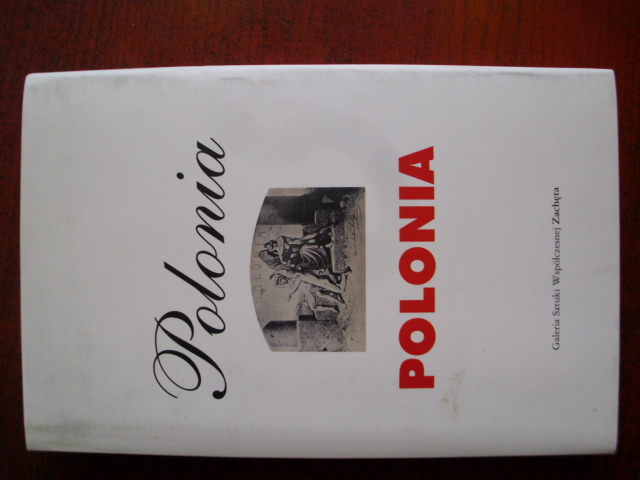 Polonia
POLONIA
Galeria Sztuki Współczesnej Zachęta